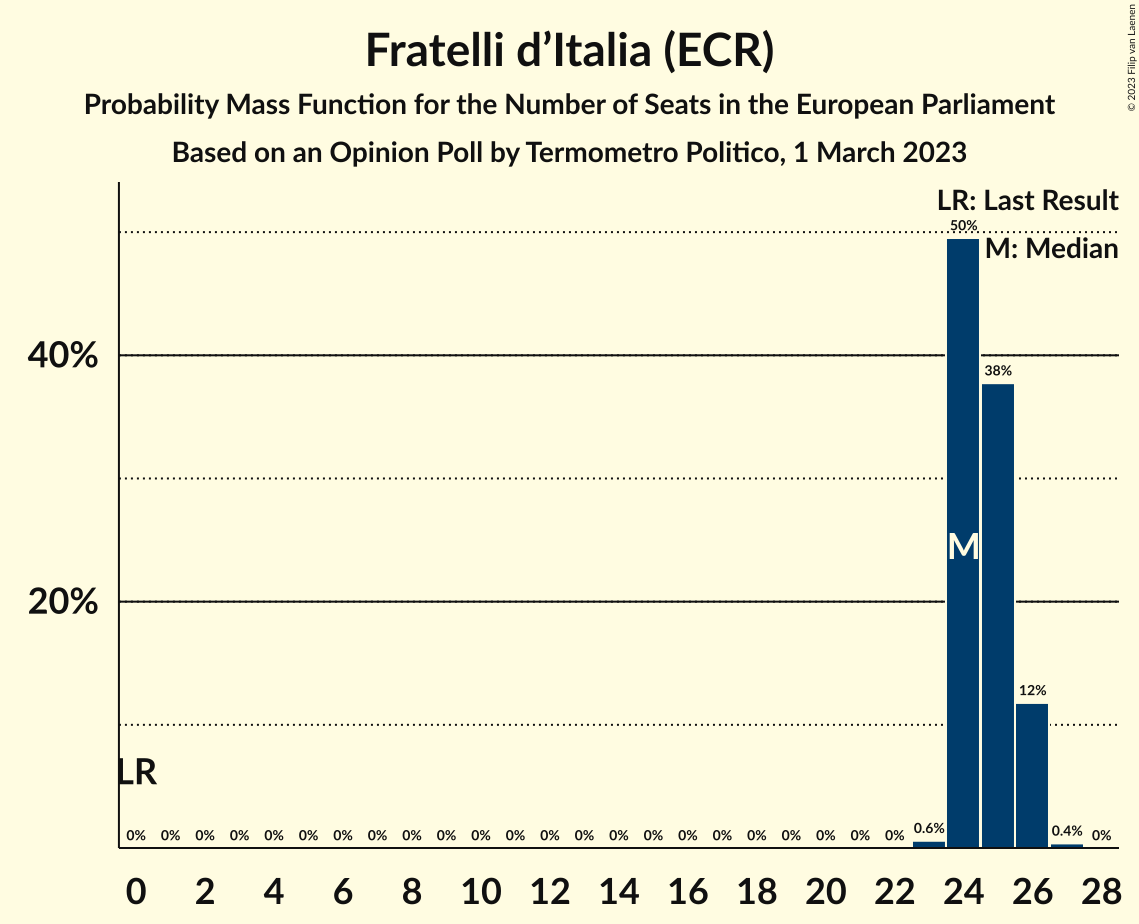 Fratelli d’Italia (ECR)
Probability Mass Function for the Number of Seats in the European Parliament
Based on an Opinion Poll by Termometro Politico, 1 March 2023
© 2023 Filip van Laenen
LR: Last Result
M: Median
50%
40%
38%
M
20%
12%
LR
0% 0% 0% 0% 0% 0% 0% 0% 0% 0% 0% 0% 0% 0% 0% 0% 0% 0% 0% 0% 0% 0% 0% 0.6% 0.4% 0%
0 2 4 6 8 10 12 14 16 18 20 22 24 26 28